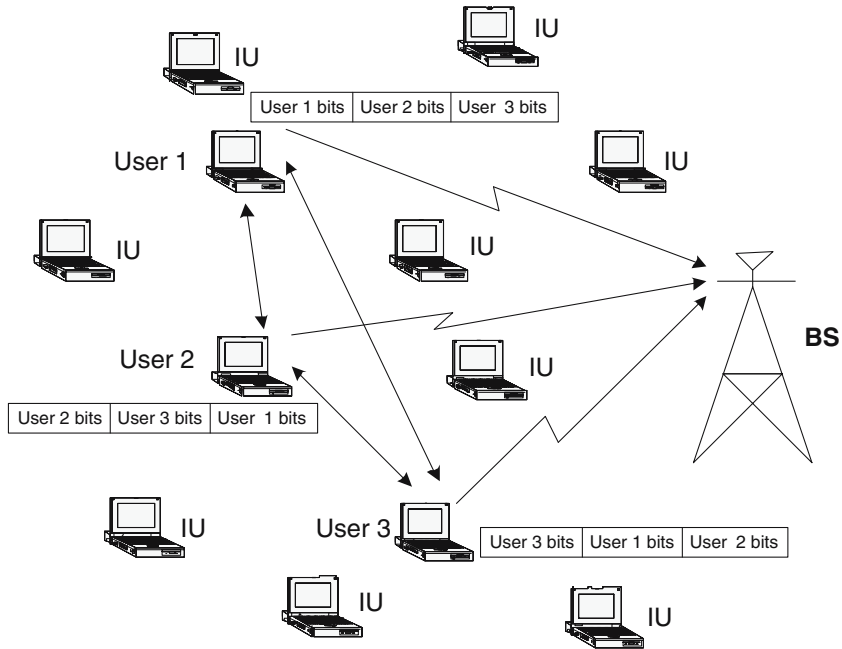 IU
IU
User 1 bits User 2 bits User 3 bits
User 1
IU
IU
IU
BS
User 2
IU
User 2 bits User 3 bits User 1 bits
User 3
IU
User 3 bits User 1 bits User 2 bits
IU
IU